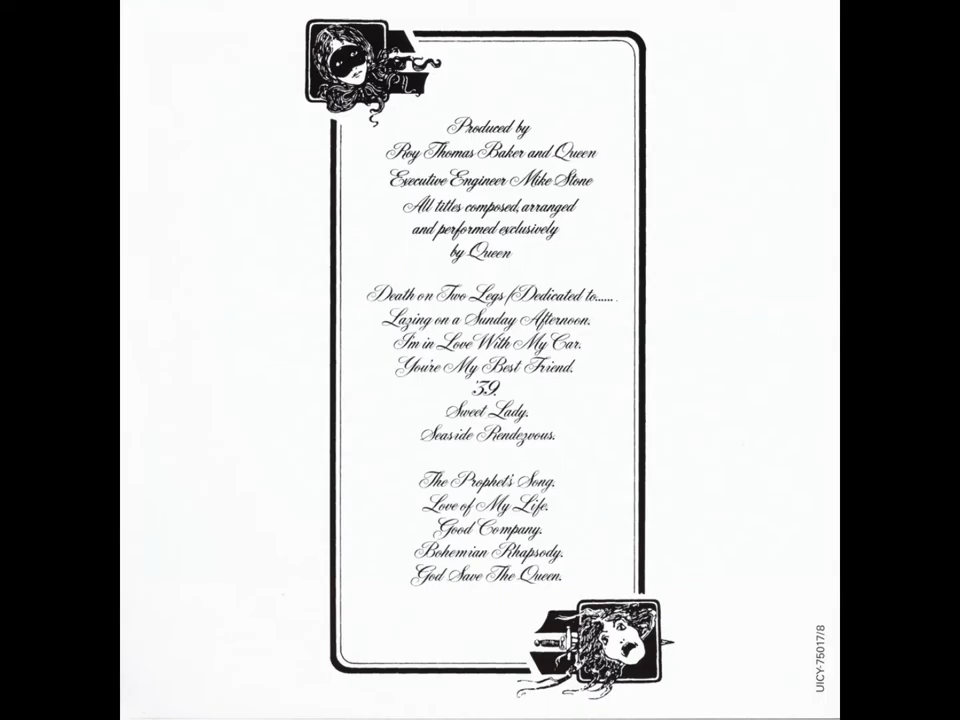 Produced by
Roy Thomas Baker and Queen
Executive Engineer Mike Stone
All titles composed, arranged
and performed exclusively
by Queen
Death on Two Legs (Dedicated to......
Lazing on a Sunday Afternoon.
I'm in Love With My Car.
You're My Best Friend.
'39.
Sweet Lady.
Seaside Rendezvous.
The Prophet's Song.
Love of My Life.
Good Company.
Bohemian Rhapsody.
God Save The Queen.
UICY-75017/8